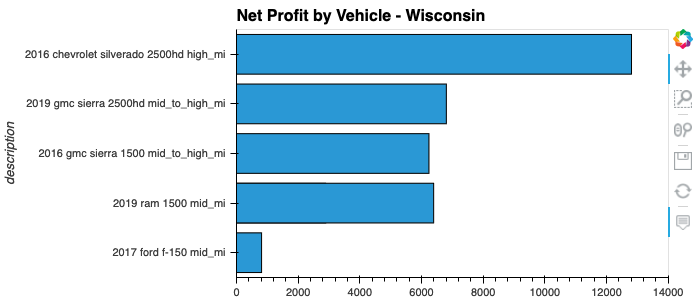 Net Profit by Vehicle - Wisconsin
description
2016 chevrolet silverado 2500hd high_mi
2019 gmc sierra 2500hd mid_to_high_mi
2016 gmc sierra 1500 mid_to_high_mi
2019 ram 1500 mid_mi
2017 ford f-150 mid_mi
0 2000 4000 6000 8000 10000 12000 14000